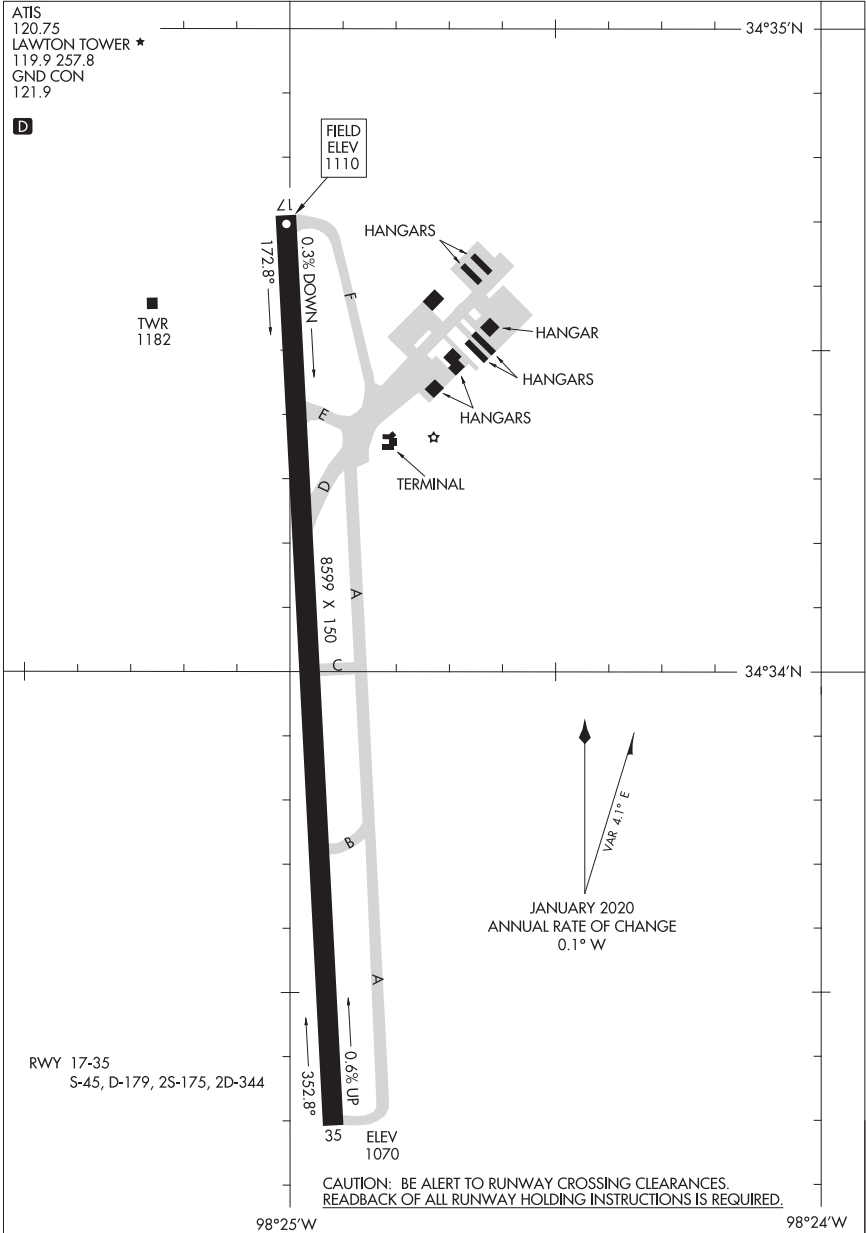 ATIS
120.75
LAWTON TOWER ★
119.9 257.8
GND CON
121.9
D
34°35'N
FIELD
ELEV
1110
17
172.8°
0.3% DOWN
F
HANGARS
TWR
1182
HANGAR
HANGARS
HANGARS
E
D
TERMINAL
8599 X 150
A
C
34°34'N
VAR 4.1° E
B
JANUARY 2020
ANNUAL RATE OF CHANGE
0.1° W
A
RWY 17-35
S-45, D-179, 2S-175, 2D-344
352.8°
0.6% UP
35
ELEV
1070
CAUTION: BE ALERT TO RUNWAY CROSSING CLEARANCES.
READBACK OF ALL RUNWAY HOLDING INSTRUCTIONS IS REQUIRED.
98°25'W
98°24'W